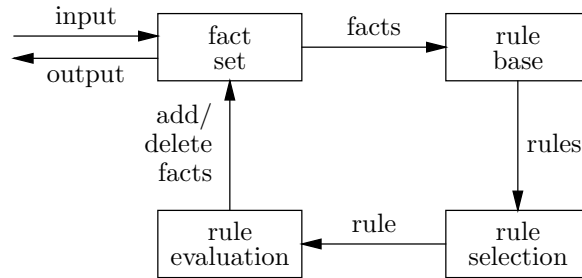 input
output
fact
set
facts
rule
base
add/
delete
facts
rules
rule
evaluation
rule
rule
selection